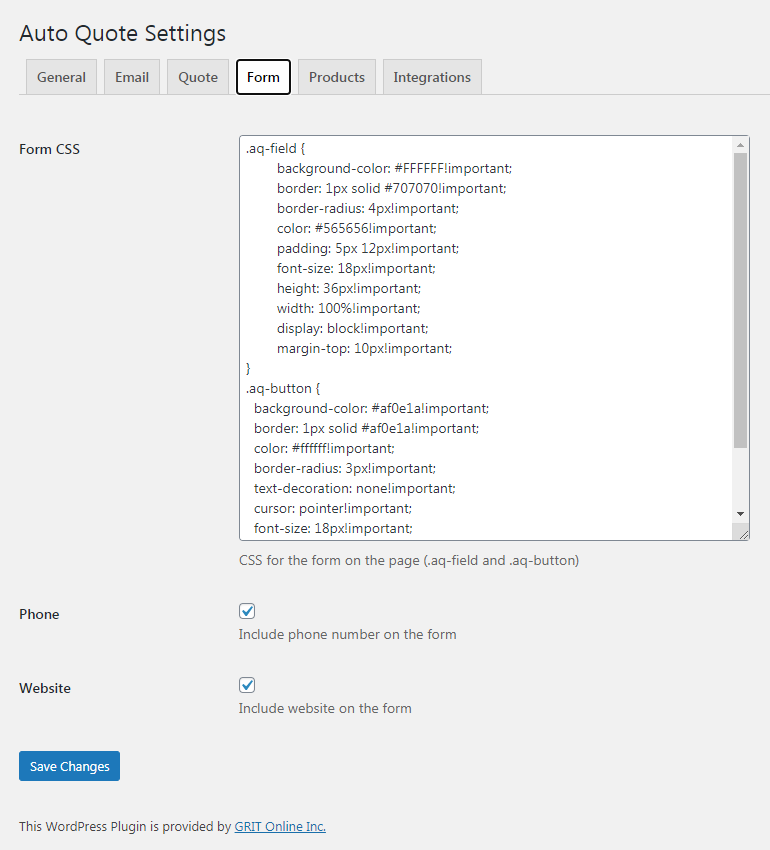 Auto Quote Settings
General Email Quote Form Products Integrations
Form CSS
.aq-field {
background-color: #FFFFFF!important;
border: 1px solid #707070!important;
border-radius: 4px!important;
color: #565656!important;
padding: 5px 12px!important;
font-size: 18px!important;
height: 36px!important;
width: 100%!important;
display: block!important;
margin-top: 10px!important;
}
.aq-button {
background-color: #af0e1a!important;
border: 1px solid #af0e1a!important;
color: #ffffff!important;
border-radius: 3px!important;
text-decoration: none!important;
cursor: pointer!important;
font-size: 18px!important;
CSS for the form on the page (.aq-field and .aq-button)
Phone
Include phone number on the form
Website
Include website on the form
Save Changes
This WordPress Plugin is provided by GRIT Online Inc.